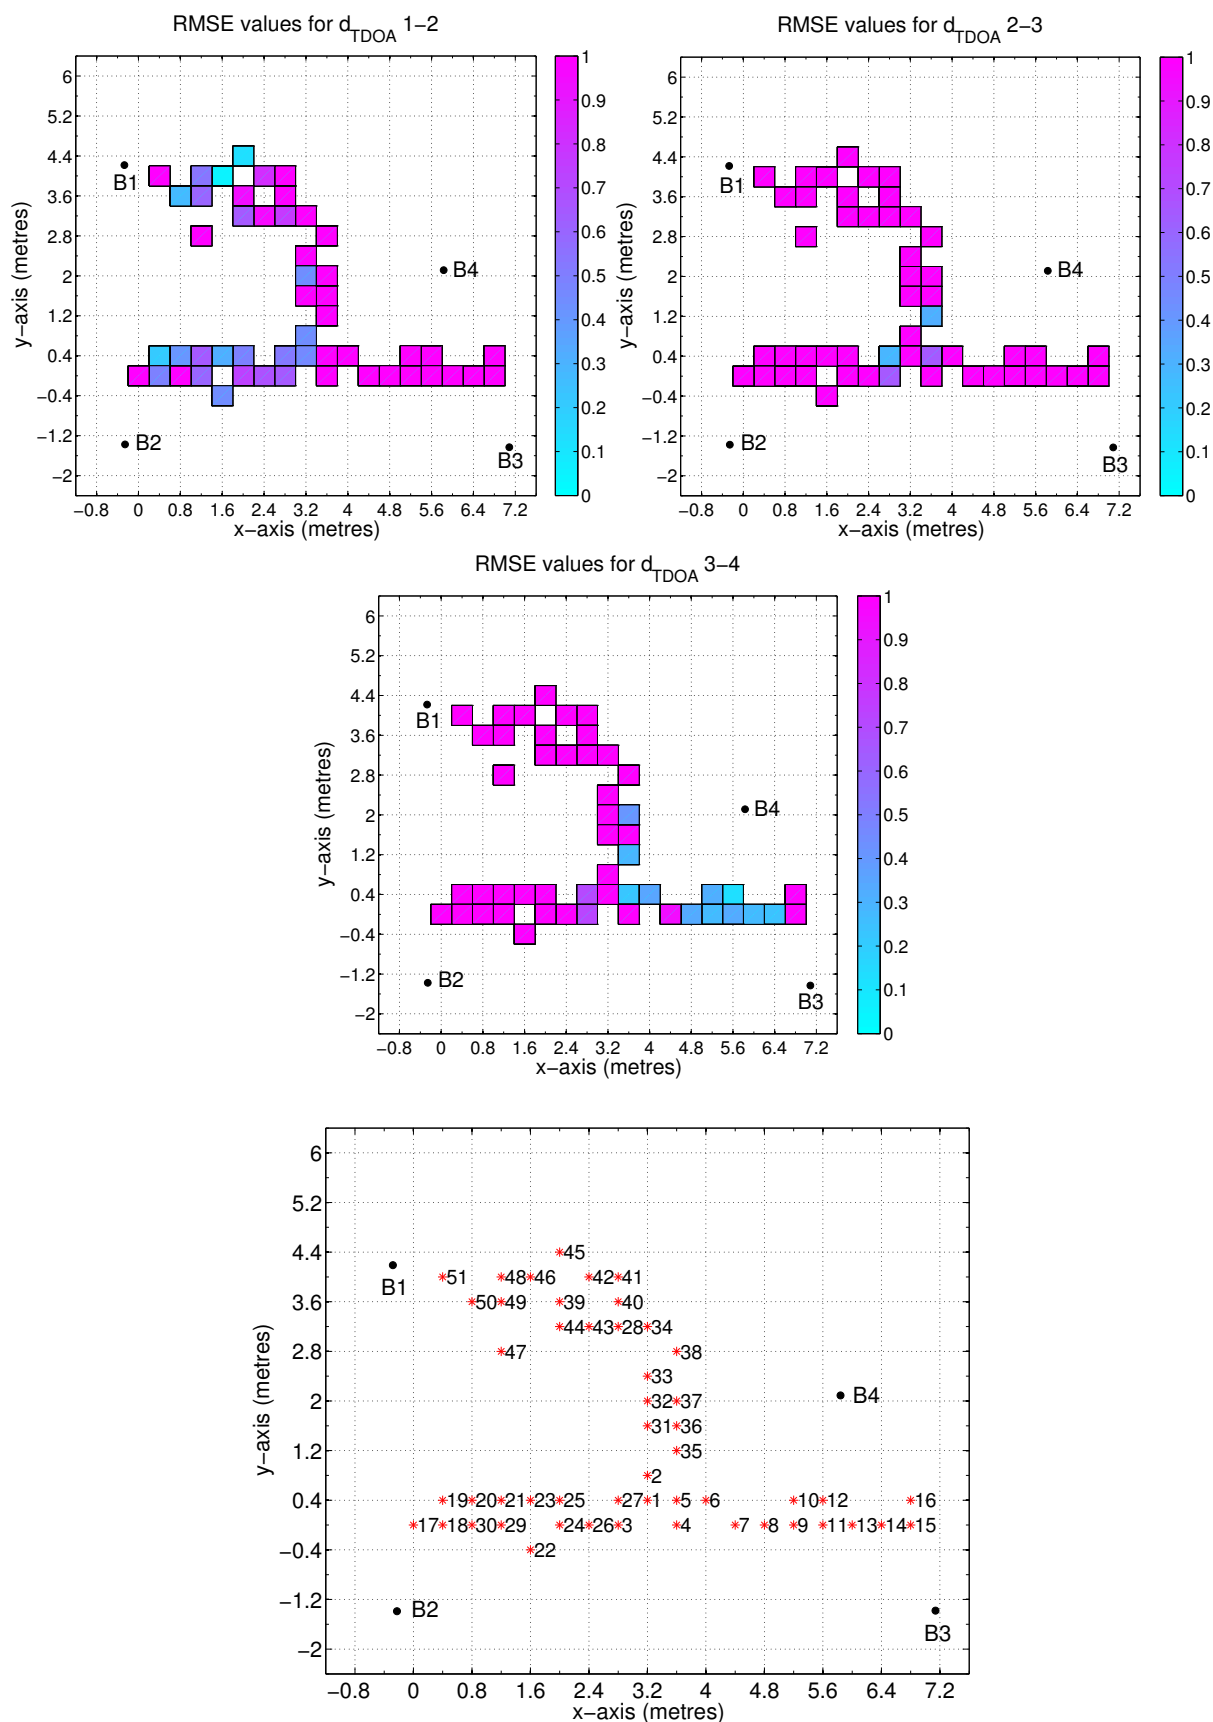 RMSE values for d_TDOA 1−2
6
5.2
4.4
3.6
2.8
2
1.2
0.4
−0.4
−1.2
−2
y−axis (metres)
B1
B2
B3
B4
−0.8 0 0.8 1.6 2.4 3.2 4 4.8 5.6 6.4 7.2
x−axis (metres)
1
0.9
0.8
0.7
0.6
0.5
0.4
0.3
0.2
0.1
0
RMSE values for d_TDOA 2−3
6
5.2
4.4
3.6
2.8
2
1.2
0.4
−0.4
−1.2
−2
y−axis (metres)
B1
B2
B3
B4
−0.8 0 0.8 1.6 2.4 3.2 4 4.8 5.6 6.4 7.2
x−axis (metres)
1
0.9
0.8
0.7
0.6
0.5
0.4
0.3
0.2
0.1
0
RMSE values for d_TDOA 3−4
6
5.2
4.4
3.6
2.8
2
1.2
0.4
−0.4
−1.2
−2
y−axis (metres)
B1
B2
B3
B4
−0.8 0 0.8 1.6 2.4 3.2 4 4.8 5.6 6.4 7.2
x−axis (metres)
1
0.9
0.8
0.7
0.6
0.5
0.4
0.3
0.2
0.1
0
6
5.2
4.4
3.6
2.8
2
1.2
0.4
−0.4
−1.2
−2
y−axis (metres)
45
B1
51 48 46 42 41
50 49 39 40
44 43 28 34
47 38
33
32 37
B4
31 36
35
2
19 20 21 23 25 27 1 5 6 10 12 16
17 18 30 29 24 26 3 4 7 8 9 11 13 14 15
22
B2
B3
−0.8 0 0.8 1.6 2.4 3.2 4 4.8 5.6 6.4 7.2
x−axis (metres)